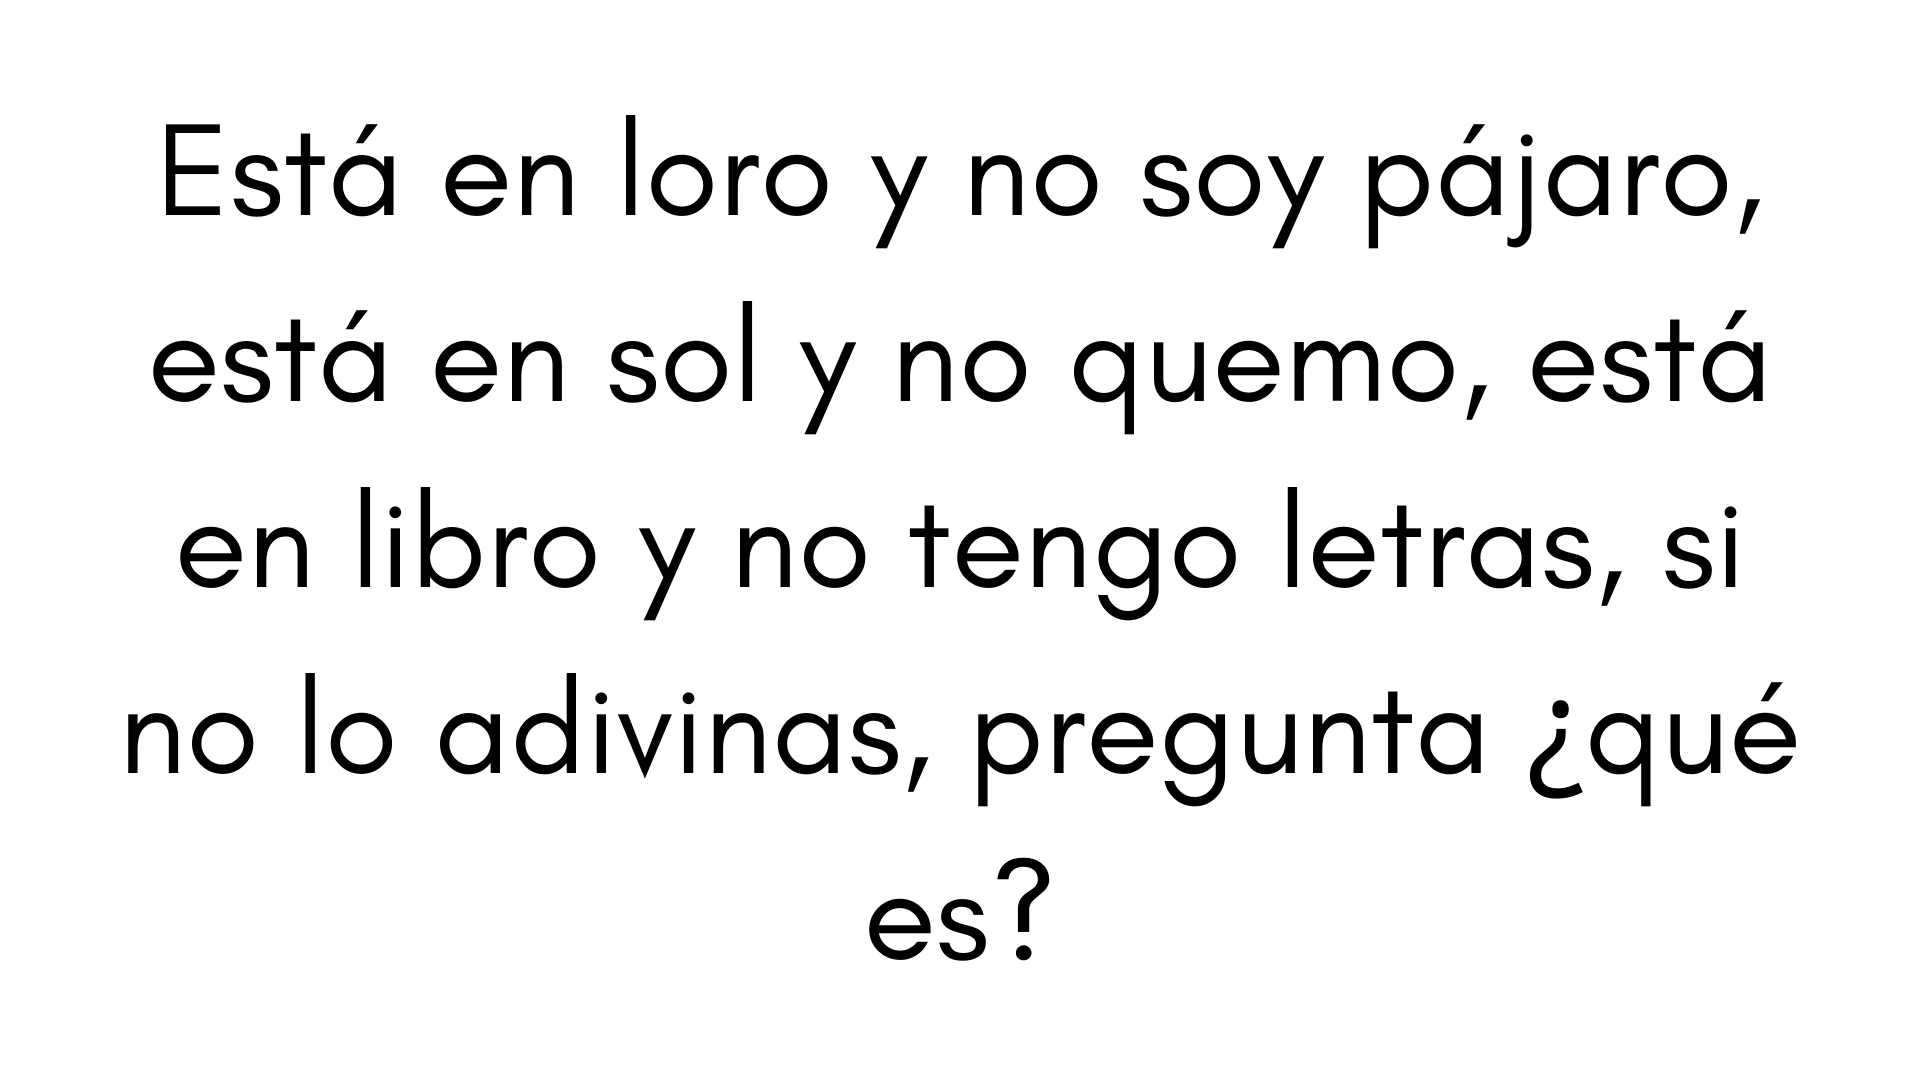 Está en loro y no soy pájaro,
está en sol y no quemo, está
en libro y no tengo letras, si
no lo adivinas, pregunta ¿qué
es?